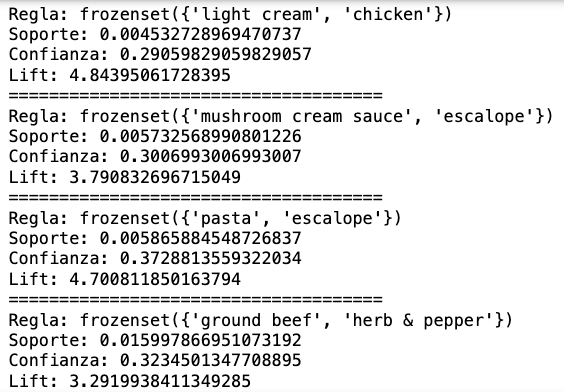 Regla: frozenset({'light cream', 'chicken'})
Soporte: 0.004532728969470737
Confianza: 0.29059829059829057
Lift: 4.84395061728395
=====================================
Regla: frozenset({'mushroom cream sauce', 'escalope'})
Soporte: 0.005732568990801226
Confianza: 0.3006993006993007
Lift: 3.790832696715049
=====================================
Regla: frozenset({'pasta', 'escalope'})
Soporte: 0.005865884548726837
Confianza: 0.3728813559322034
Lift: 4.700811850163794
=====================================
Regla: frozenset({'ground beef', 'herb & pepper'})
Soporte: 0.015997866951073192
Confianza: 0.3234501347708895
Lift: 3.2919938411349285